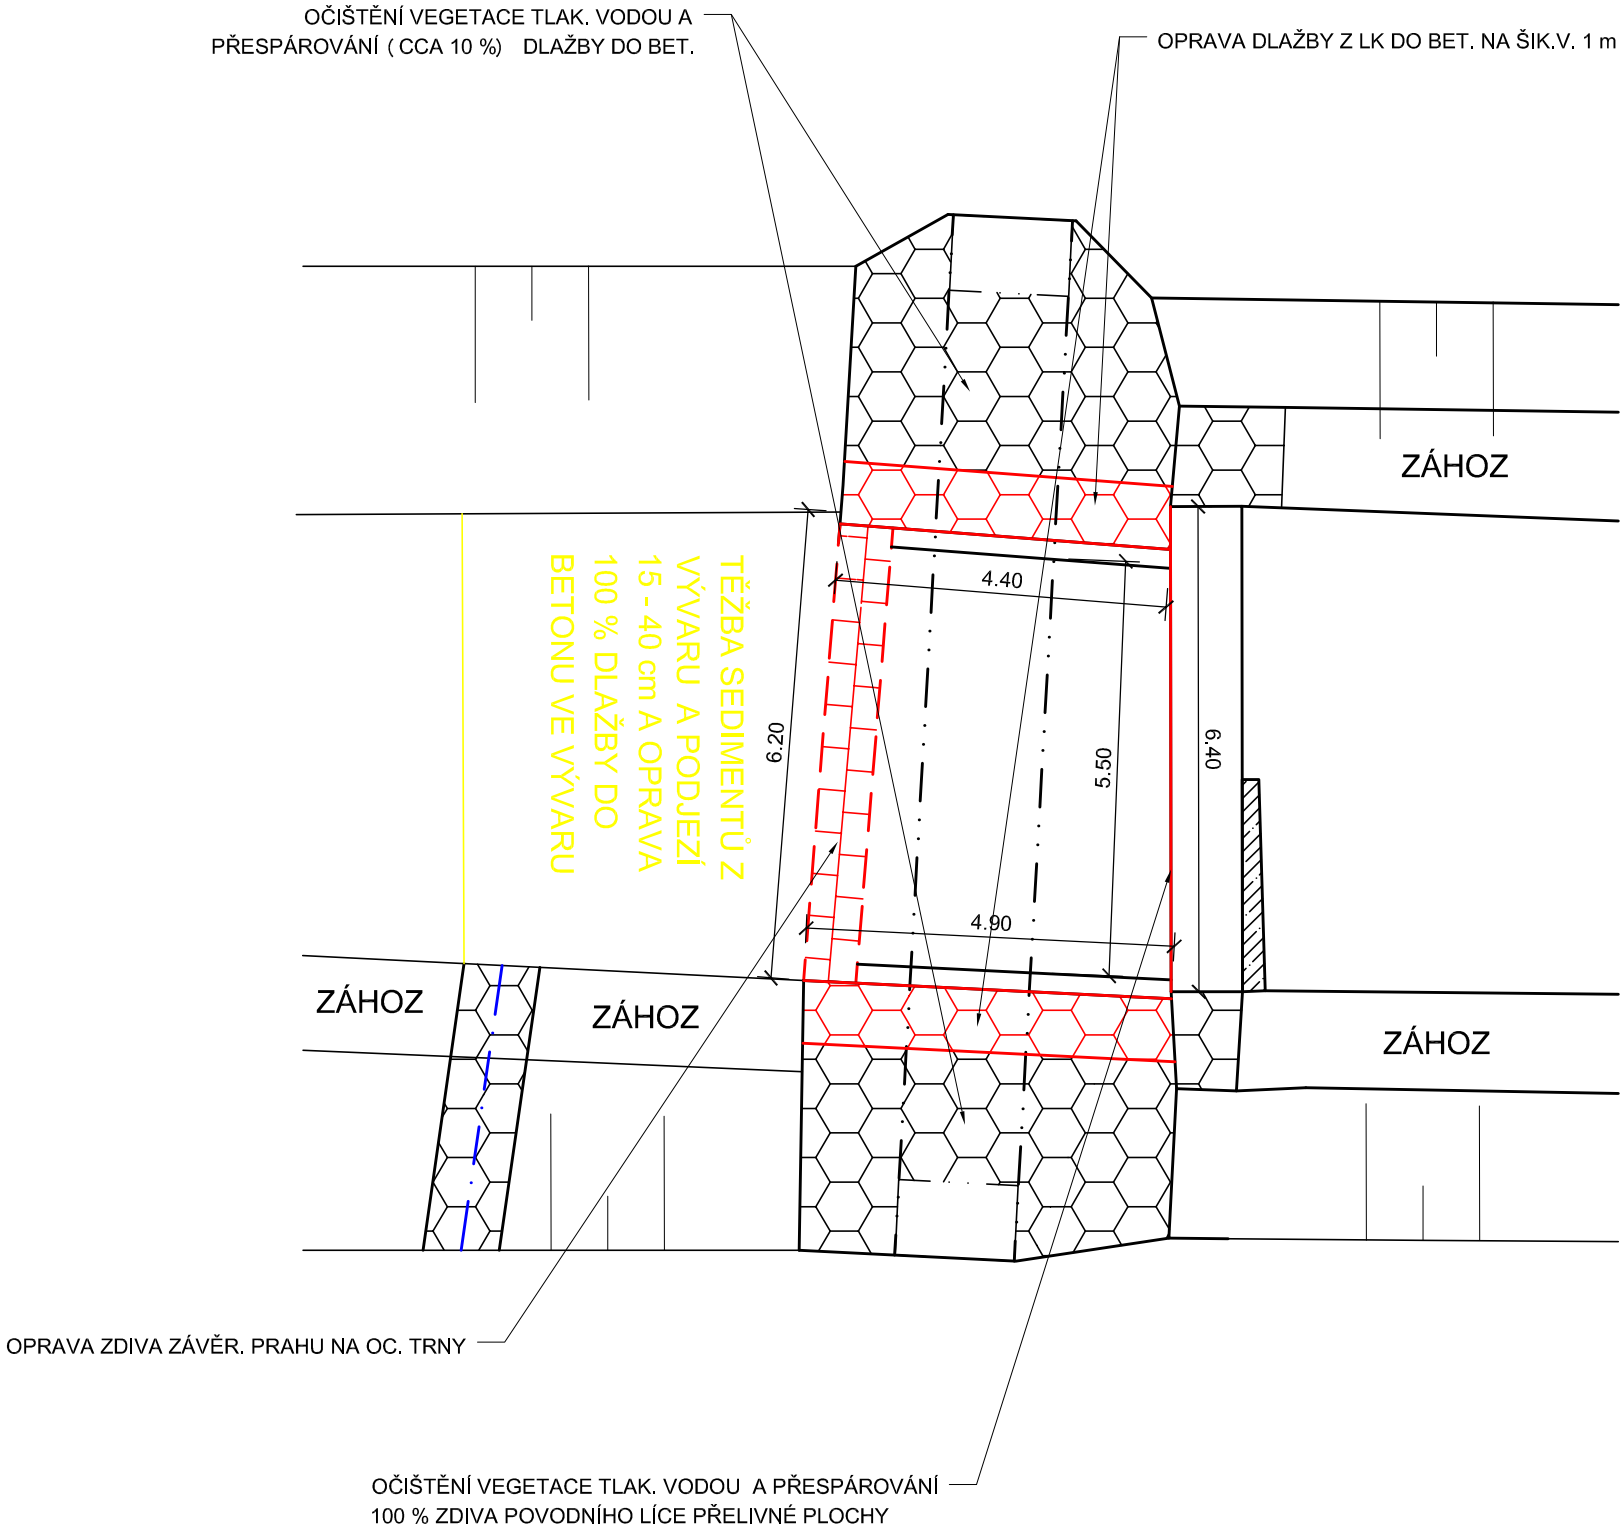 OČIŠTĚNÍ VEGETACE TLAK. VODOU A
PŘESPÁROVÁNÍ ( CCA 10 %) DLAŽBY DO BET.
OPRAVA DLAŽBY Z LK DO BET. NA ŠIK.V. 1 m
ZÁHOZ
4.40
TĚŽBA SEDIMENTŮ Z
VÝVARU A PODJEZÍ
15 - 40 cm A OPRAVA
100 % DLAŽBY DO
BETONU VE VÝVARU
6.20
5.50
6.40
4.90
ZÁHOZ
ZÁHOZ
ZÁHOZ
OPRAVA ZDIVA ZÁVĚR. PRAHU NA OC. TRNY
OČIŠTĚNÍ VEGETACE TLAK. VODOU A PŘESPÁROVÁNÍ
100 % ZDIVA POVODNÍHO LÍCE PŘELIVNÉ PLOCHY